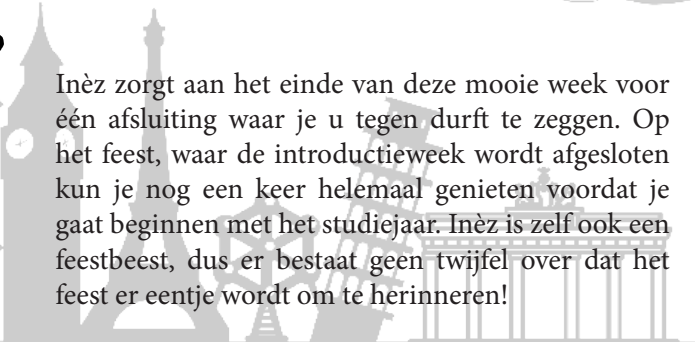 Inèz zorgt aan het einde van deze mooie week voor
één afsluiting waar je u tegen durft te zeggen. Op
het feest, waar de introductieweek wordt afgesloten
kun je nog een keer helemaal genieten voordat je
gaat beginnen met het studiejaar. Inèz is zelf ook een
feestbeest, dus er bestaat geen twijfel over dat het
feest er eentje wordt om te herinneren!